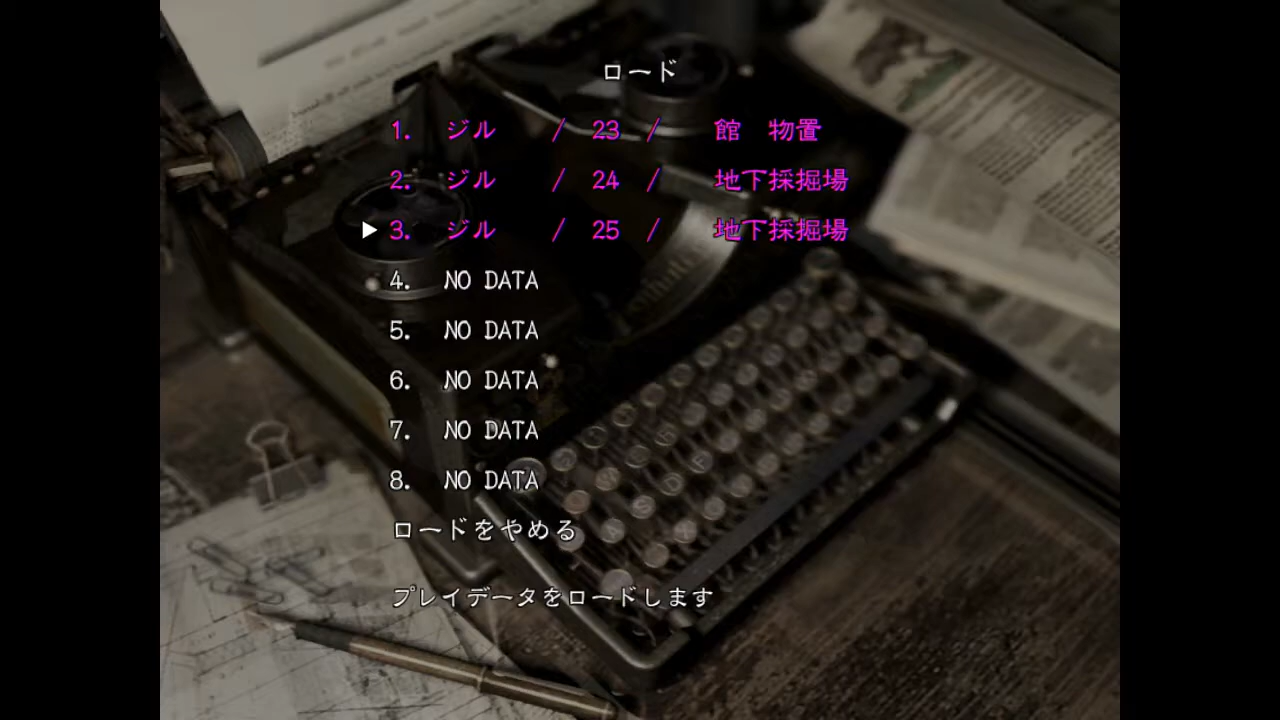 ロード
1. ジル / 23 / 館 物置
2. ジル / 24 / 地下採掘場
▶ 3. ジル / 25 / 地下採掘場
4. NO DATA
5. NO DATA
6. NO DATA
7. NO DATA
8. NO DATA
ロードをやめる
プレイデータをロードします